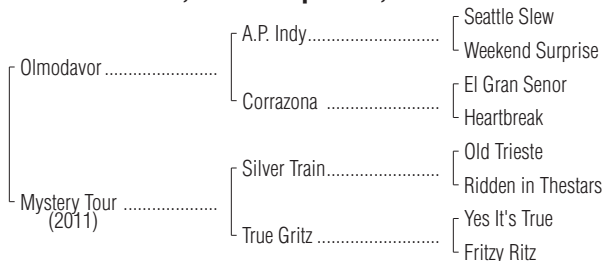 Olmodavor
Mystery Tour
(2011)
A.P. Indy
Corrazona
Silver Train
True Gritz
Seattle Slew
Weekend Surprise
El Gran Senor
Heartbreak
Old Trieste
Ridden in Thestars
Yes It's True
Fritzy Ritz